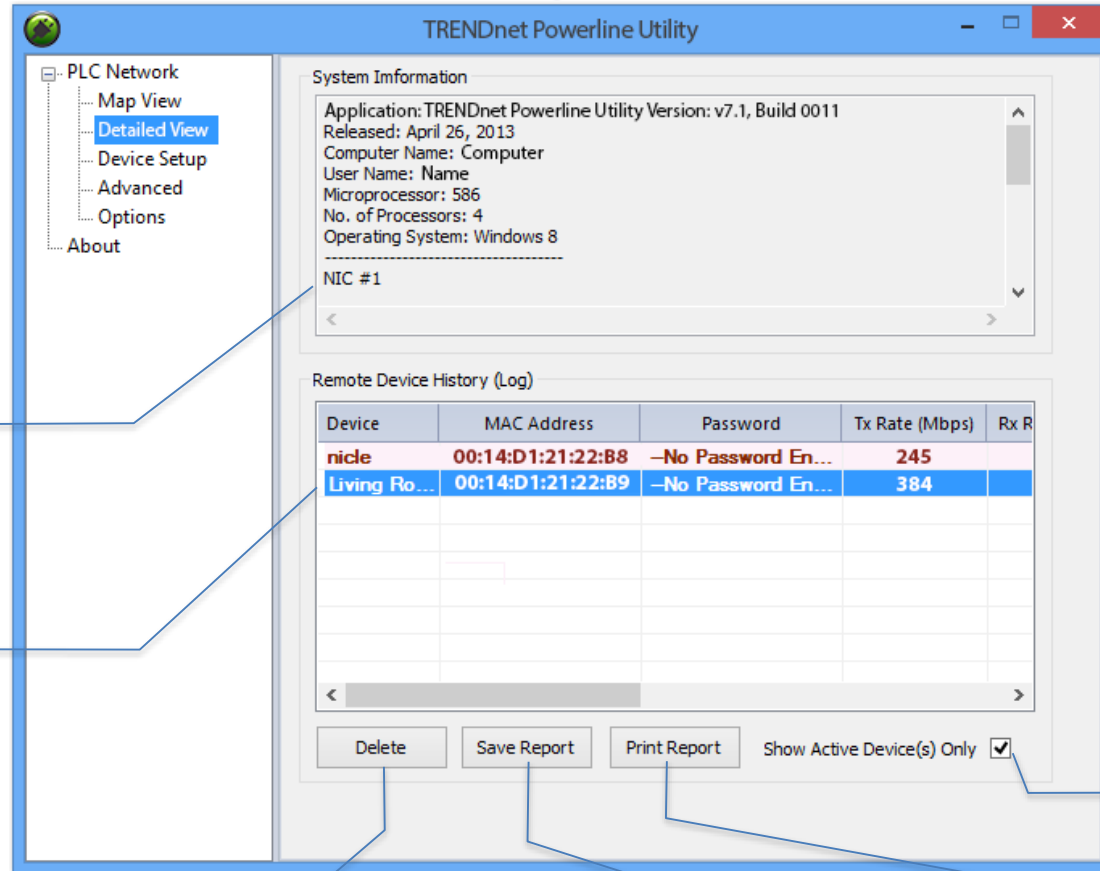 TRENDnet Powerline Utility
PLC Network
Map View
Detailed View
Device Setup
Advanced
Options
About
System Imformation
Application: TRENDnet Powerline Utility Version: v7.1, Build 0011
Released: April 26, 2013
Computer Name: Computer
User Name: Name
Microprocessor: 586
No. of Processors: 4
Operating System: Windows 8
-------------------------------------
NIC #1
Remote Device History (Log)
Device MAC Address Password Tx Rate (Mbps) Rx R
nicle 00:14:D1:21:22:B8 --No Password En... 245
Living Ro... 00:14:D1:21:22:B9 --No Password En... 384
Delete Save Report Print Report Show Active Device(s) Only